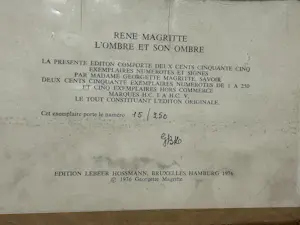 RENE MAGRITTE
L'OMBRE ET SON OMBRE
LA PRESENTE EDITON COMPORTE DEUX CENTS CINQUANTE CINQ
EXEMPLAIRES NUMEROTES ET SIGNES
PAR MADAME GEORGETTE MAGRITTE, SAVOIR
DEUX CENTS CINQUANTE EXEMPLAIRES NUMEROTES DE 1 A 250
ET CINQ EXEMPLAIRES HORS COMMERCE
MARQUES H.C. I A H.C. V.
LE TOUT CONSTITUANT L'EDITON ORIGINALE.
Cet exemplaire porte le numéro 15/250
EDITION LEBEER HOSSMANN, BRUXELLES/HAMBURG 1976
© 1976 Georgette Magritte